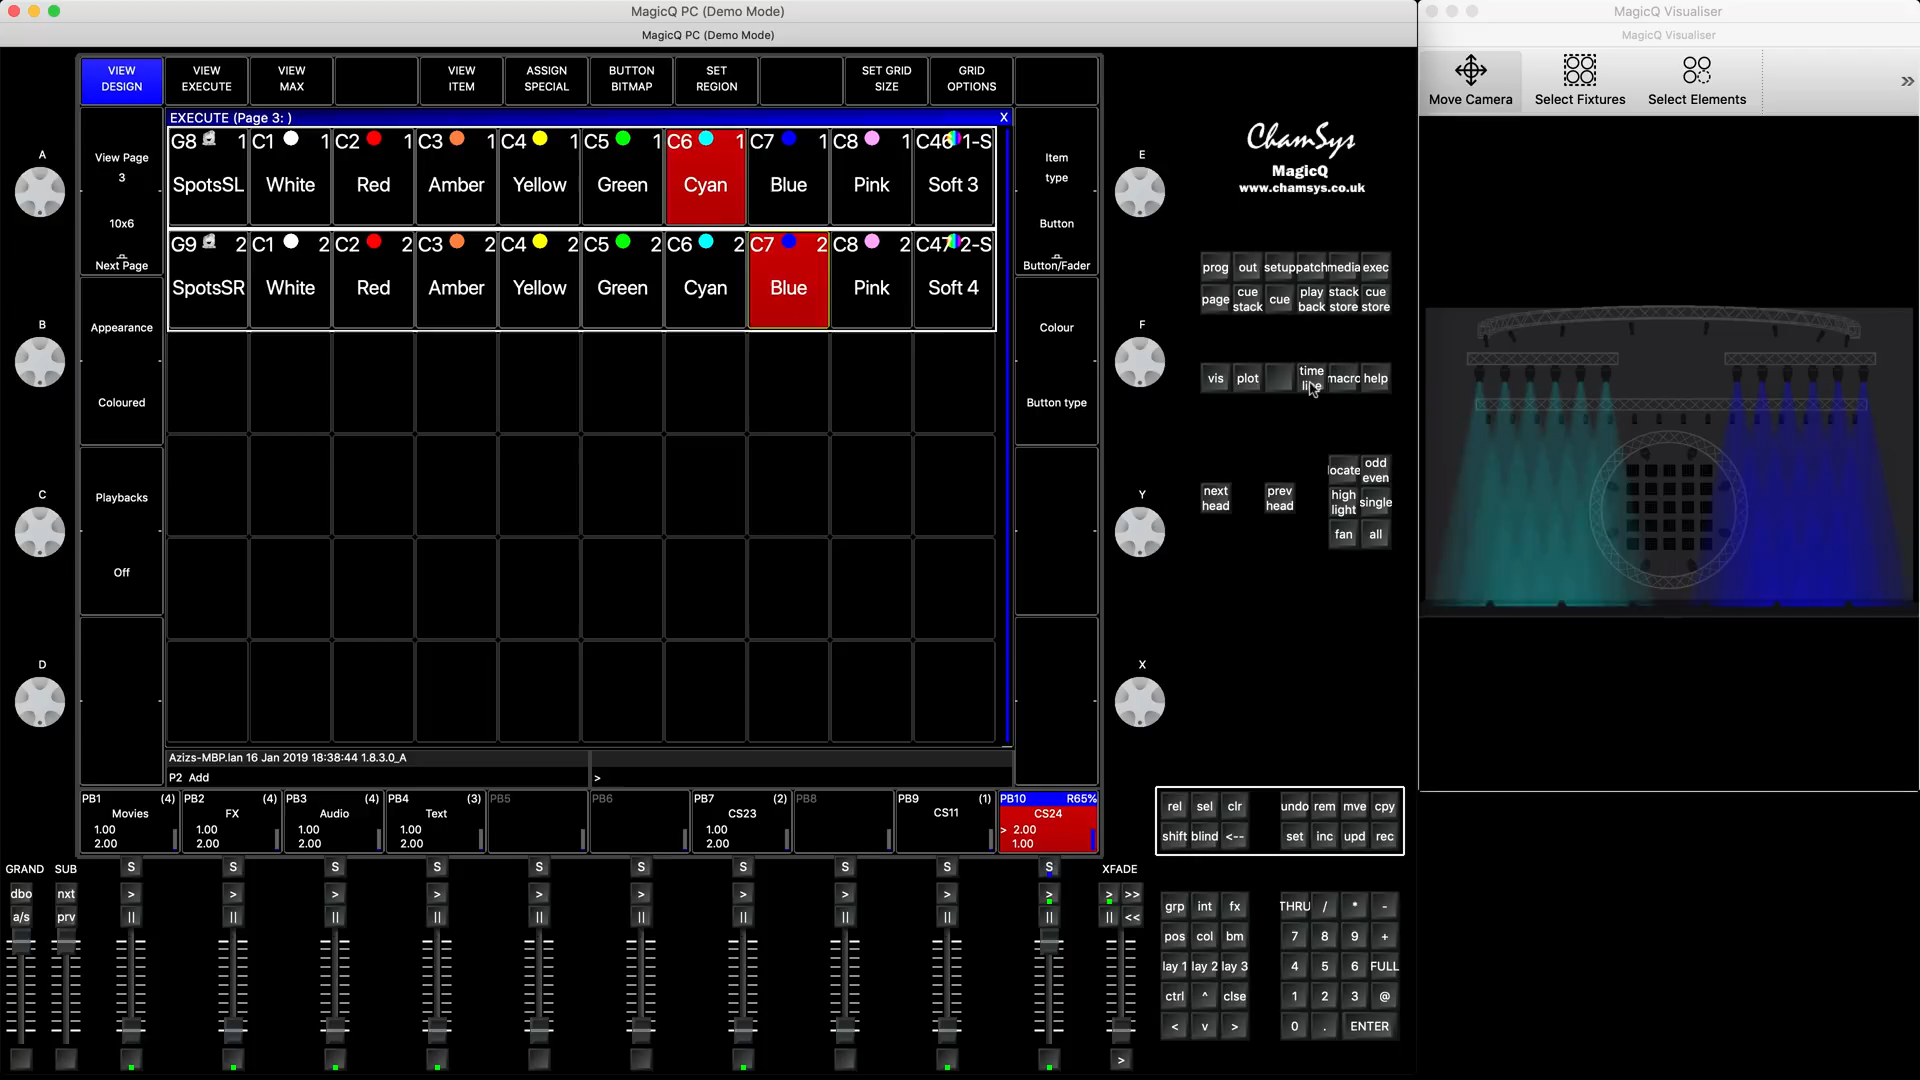 MagicQ PC (Demo Mode)
MagicQ PC (Demo Mode)
MagicQ Visualiser
MagicQ Visualiser
VIEW DESIGN
VIEW EXECUTE
VIEW MAX
VIEW ITEM
ASSIGN SPECIAL
BUTTON BITMAP
SET REGION
SET GRID SIZE
GRID OPTIONS
Move Camera
Select Fixtures
Select Elements
»
EXECUTE (Page 3: )
X
G8 1 C1 1 C2 1 C3 1 C4 1 C5 1 C6 1 C7 1 C8 1 C46 1-S
SpotsSL White Red Amber Yellow Green Cyan Blue Pink Soft 3
G9 2 C1 2 C2 2 C3 2 C4 2 C5 2 C6 2 C7 2 C8 2 C47 2-S
SpotsSR White Red Amber Yellow Green Cyan Blue Pink Soft 4
A
B
C
D
View Page
3
10x6
Next Page
Appearance
Coloured
Playbacks
Off
Item
type
Button
Button/Fader
Colour
Button type
E
F
Y
X
ChamSys
MagicQ
www.chamsys.co.uk
prog out setup patch media exec
page cue stack cue play back stack store cue store
vis plot time line macro help
next head prev head locate odd even
high light single
fan all
Azizs-MBP.lan 16 Jan 2019 18:38:44 1.8.3.0_A
P2 Add
>
PB1 (4) PB2 (4) PB3 (4) PB4 (3) PB5 PB6 PB7 (2) PB8 PB9 (1) PB10 R65%
Movies FX Audio Text CS23 CS11 CS24
1.00 1.00 1.00 1.00 1.00 > 2.00
2.00 2.00 2.00 2.00 2.00 1.00
rel sel clr undo rem mve cpy
shift blind <-- set inc upd rec
GRAND SUB S S S S S S S S S S XFADE
dbo nxt > > > > > > > > > > > >>
a/s prv || || || || || || || || || || || <<
>
grp int fx THRU / * -
pos col bm 7 8 9 +
lay 1 lay 2 lay 3 4 5 6 FULL
ctrl ^ clse 1 2 3 @
< v > 0 . ENTER